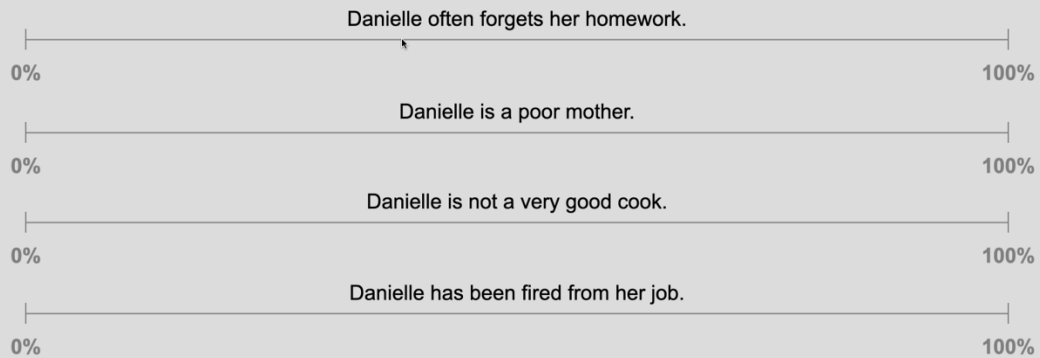 Danielle often forgets her homework.
0% 100%
Danielle is a poor mother.
0% 100%
Danielle is not a very good cook.
0% 100%
Danielle has been fired from her job.
0% 100%